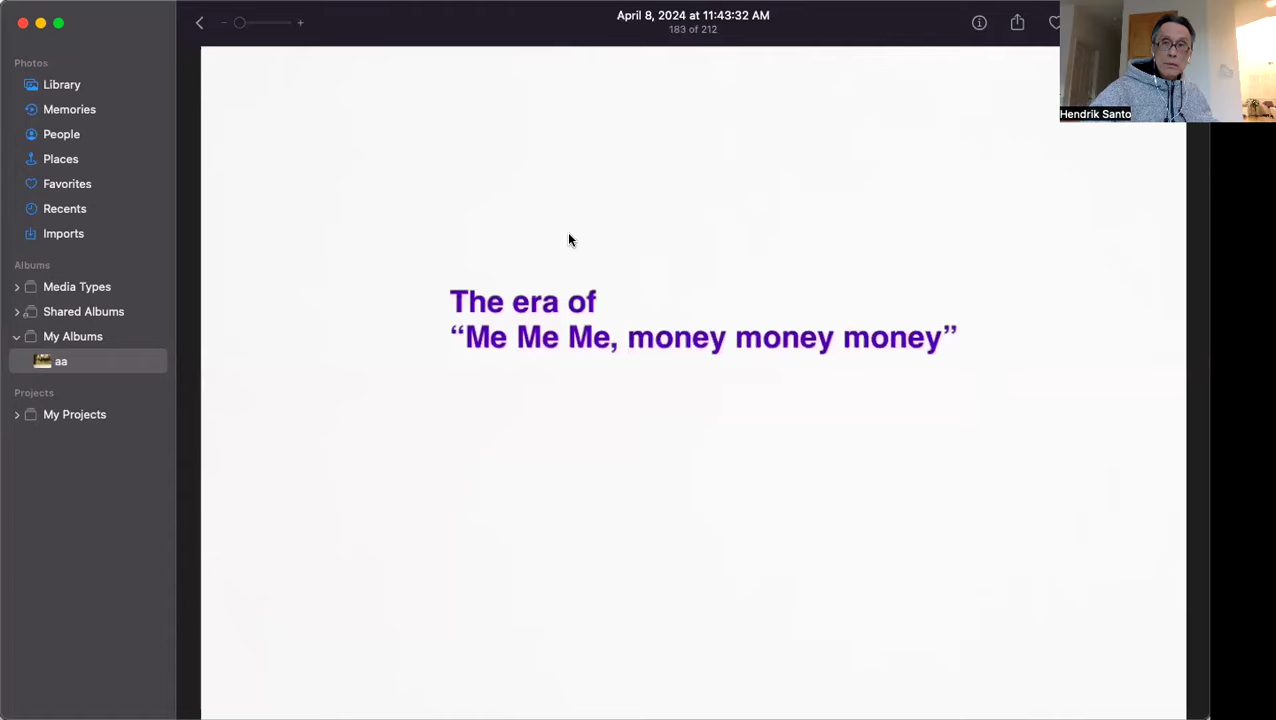 April 8, 2024 at 11:43:32 AM
183 of 212
Photos
Library
Memories
People
Places
Favorites
Recents
Imports
Albums
Media Types
Shared Albums
My Albums
aa
Projects
My Projects
The era of
“Me Me Me, money money money”
Hendrik Santo